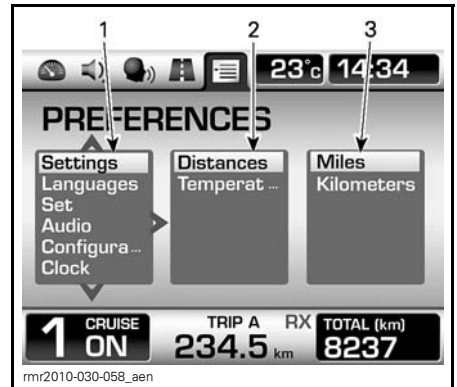 1 2 3
23°c 14:34
PREFERENCES
Settings
Languages
Set
Audio
Configura...
Clock
Distances
Temperat ...
Miles
Kilometers
1 CRUISE ON
TRIP A
234.5 km
RX
TOTAL (km)
8237
rmr2010-030-058_aen